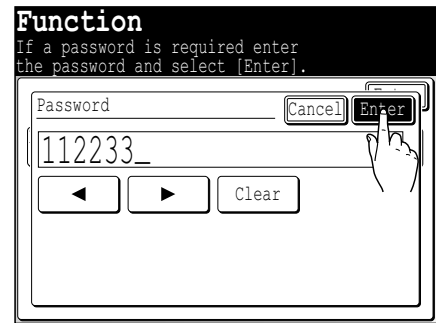 Function
If a password is required enter
the password and select [Enter].
Password
Cancel
Enter
112233_
Clear